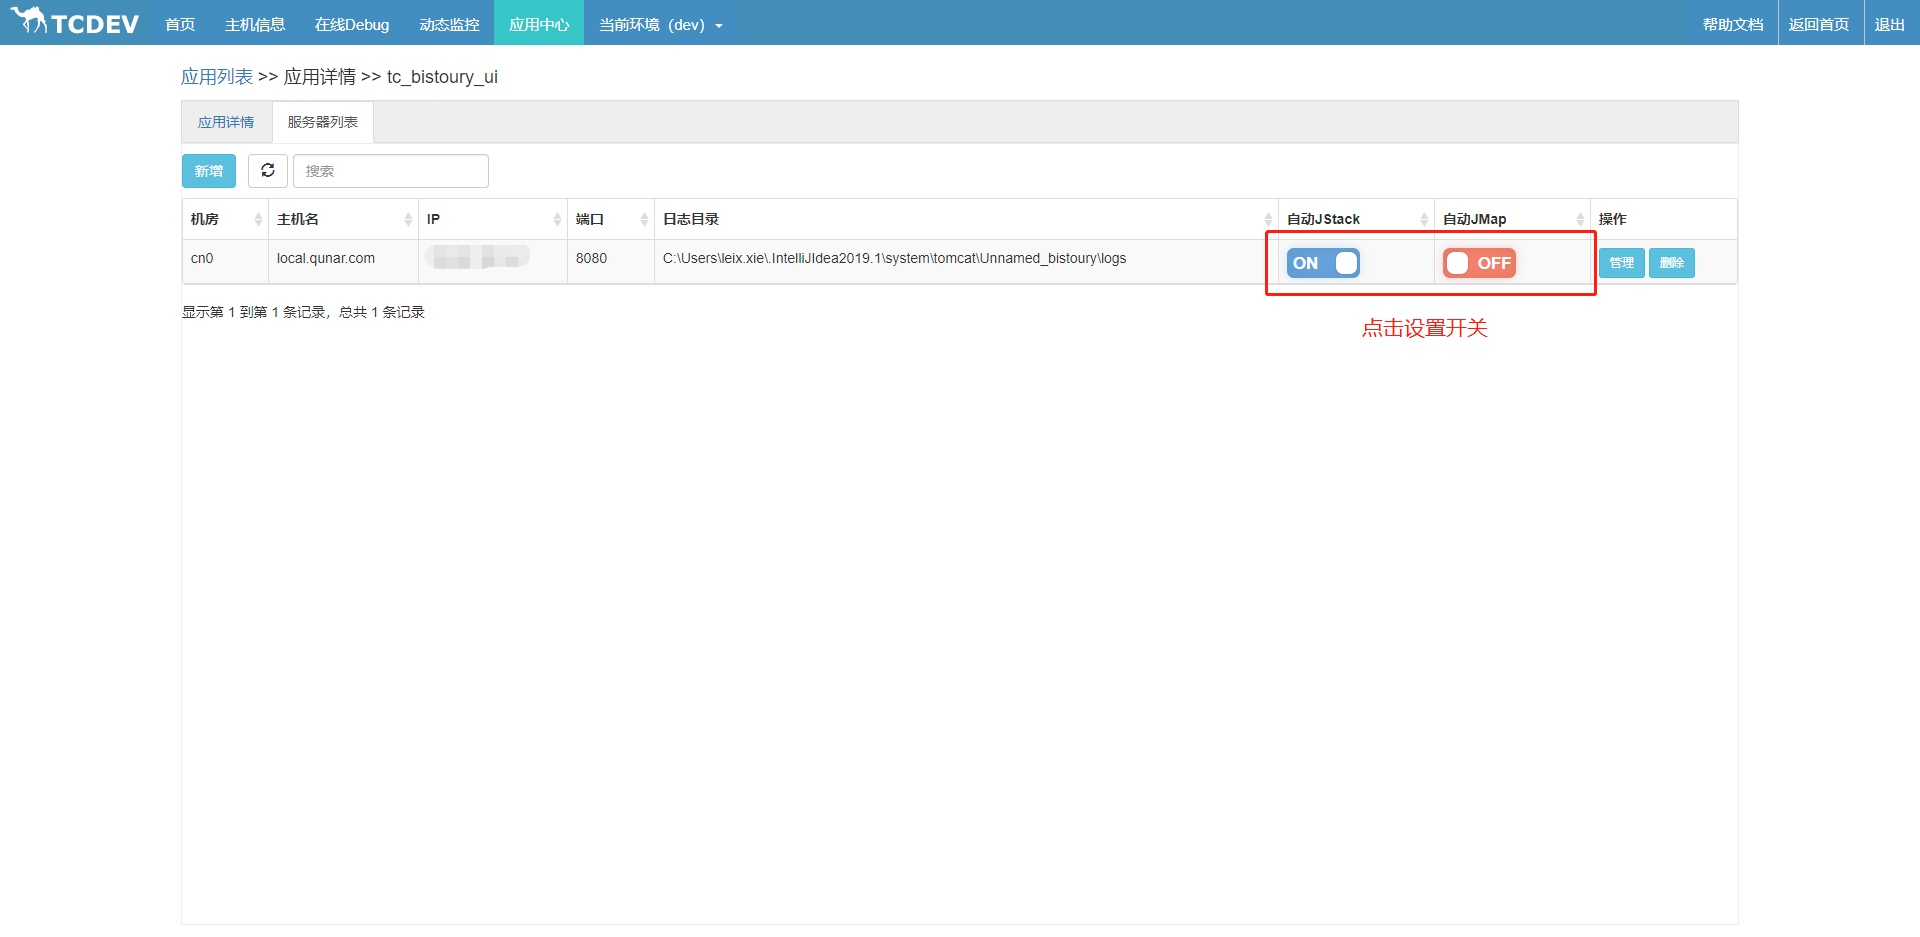 TCDEV 首页 主机信息 在线Debug 动态监控 应用中心 当前环境（dev） 帮助文档 返回首页 退出
应用列表 >> 应用详情 >> tc_bistoury_ui
应用详情 服务器列表
新增 搜索
机房 主机名 IP 端口 日志目录 自动JStack 自动JMap 操作
cn0 local.qunar.com 8080 C:\Users\leix.xie\.IntelliJIdea2019.1\system\tomcat\Unnamed_bistoury\logs ON OFF 管理 删除
显示第 1 到第 1 条记录，总共 1 条记录
点击设置开关